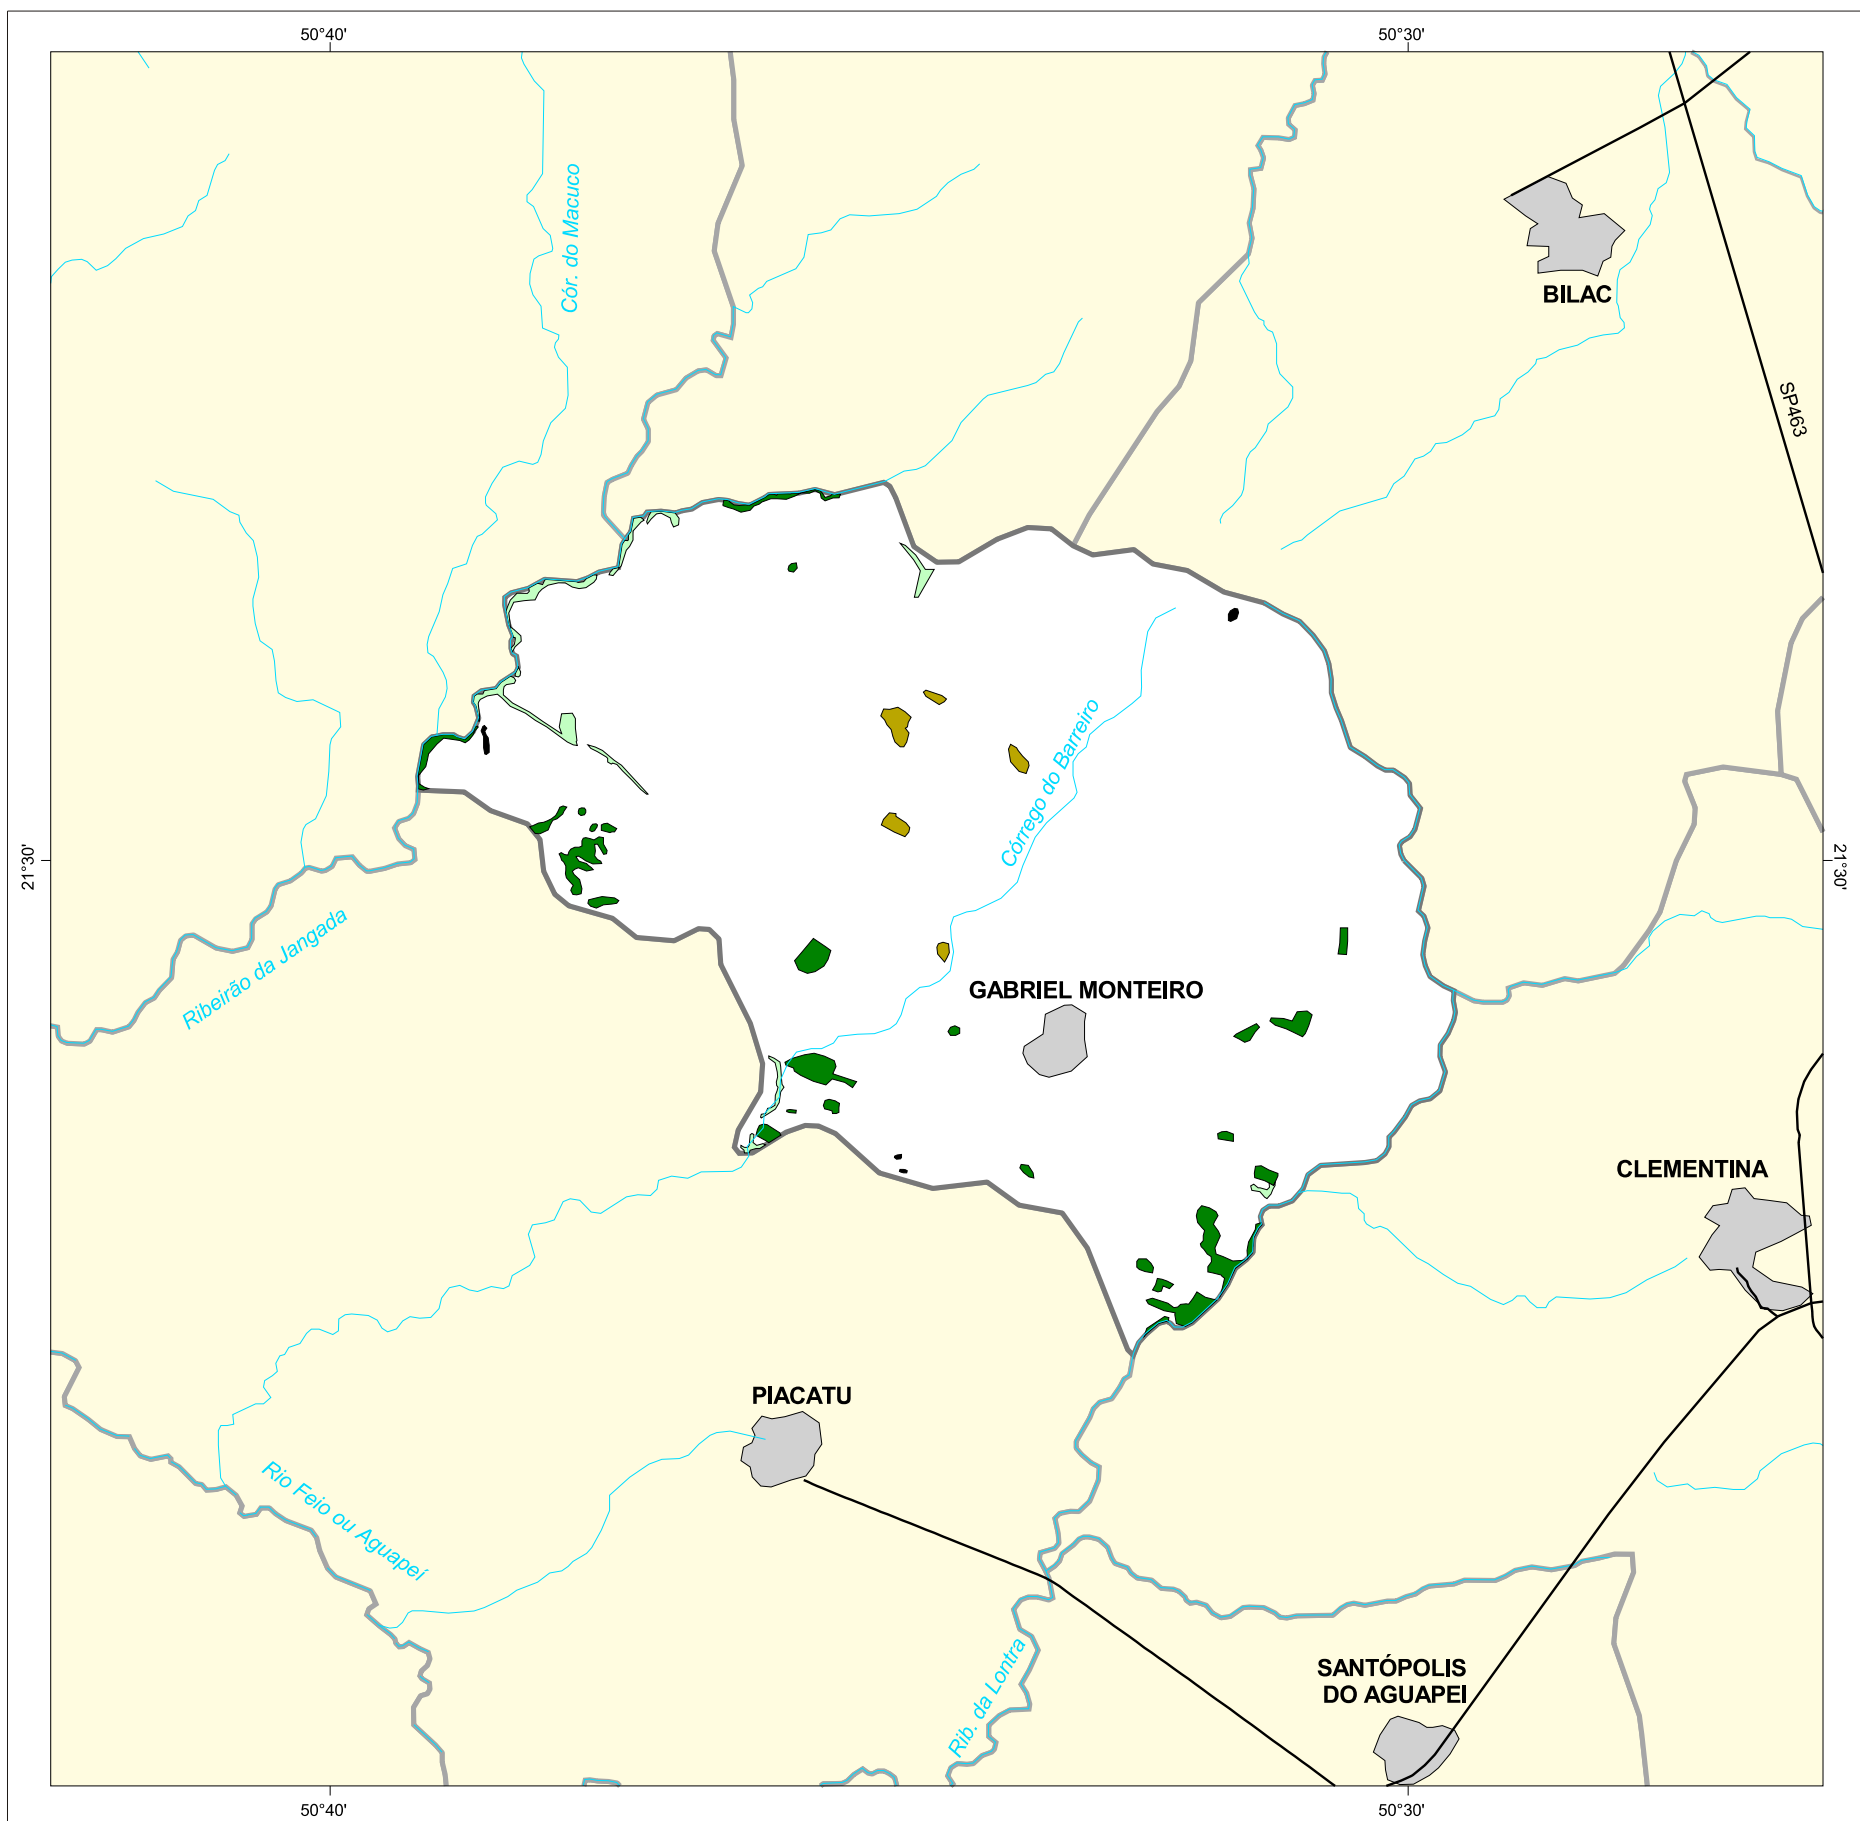 50°40'
50°30'
Cór. do Macuco
BILAC
SP463
Córrego do Barreiro
21°30'
21°30'
Ribeirão da Jangada
GABRIEL MONTEIRO
CLEMENTINA
PIACATU
Rio Feio ou Aguapeí
Rib. da Lontra
SANTÓPOLIS
DO AGUAPEI
50°40'
50°30'